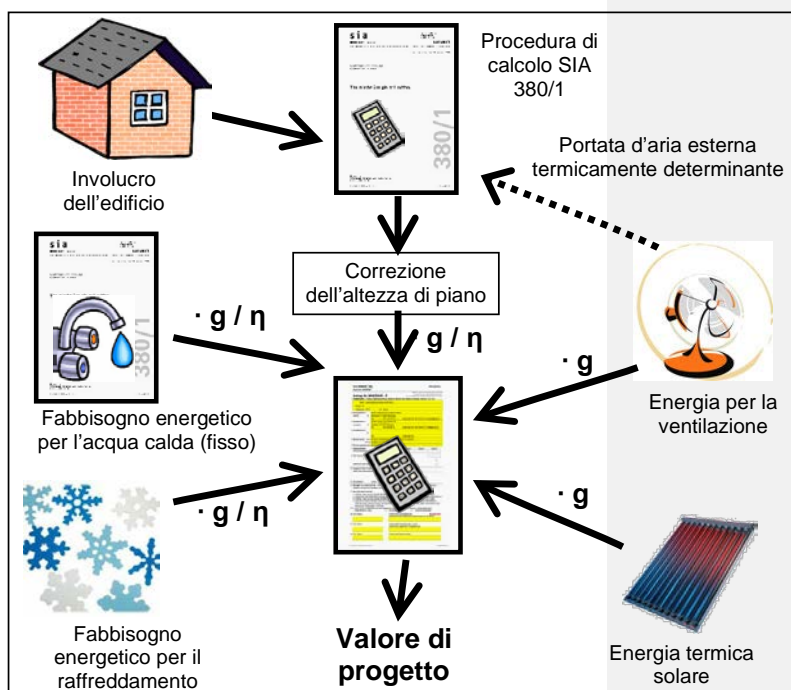 sia
380/1
Procedura di
calcolo SIA
380/1
Involucro
dell'edificio
Portata d'aria esterna
termicamente determinante
Correzione
dell'altezza di piano
sia
380/1
· g / η
· g / η
· g
Fabbisogno energetico
per l'acqua calda (fisso)
Energia per la
ventilazione
· g / η
· g
Fabbisogno
energetico per il
raffreddamento
Valore di
progetto
Energia termica
solare